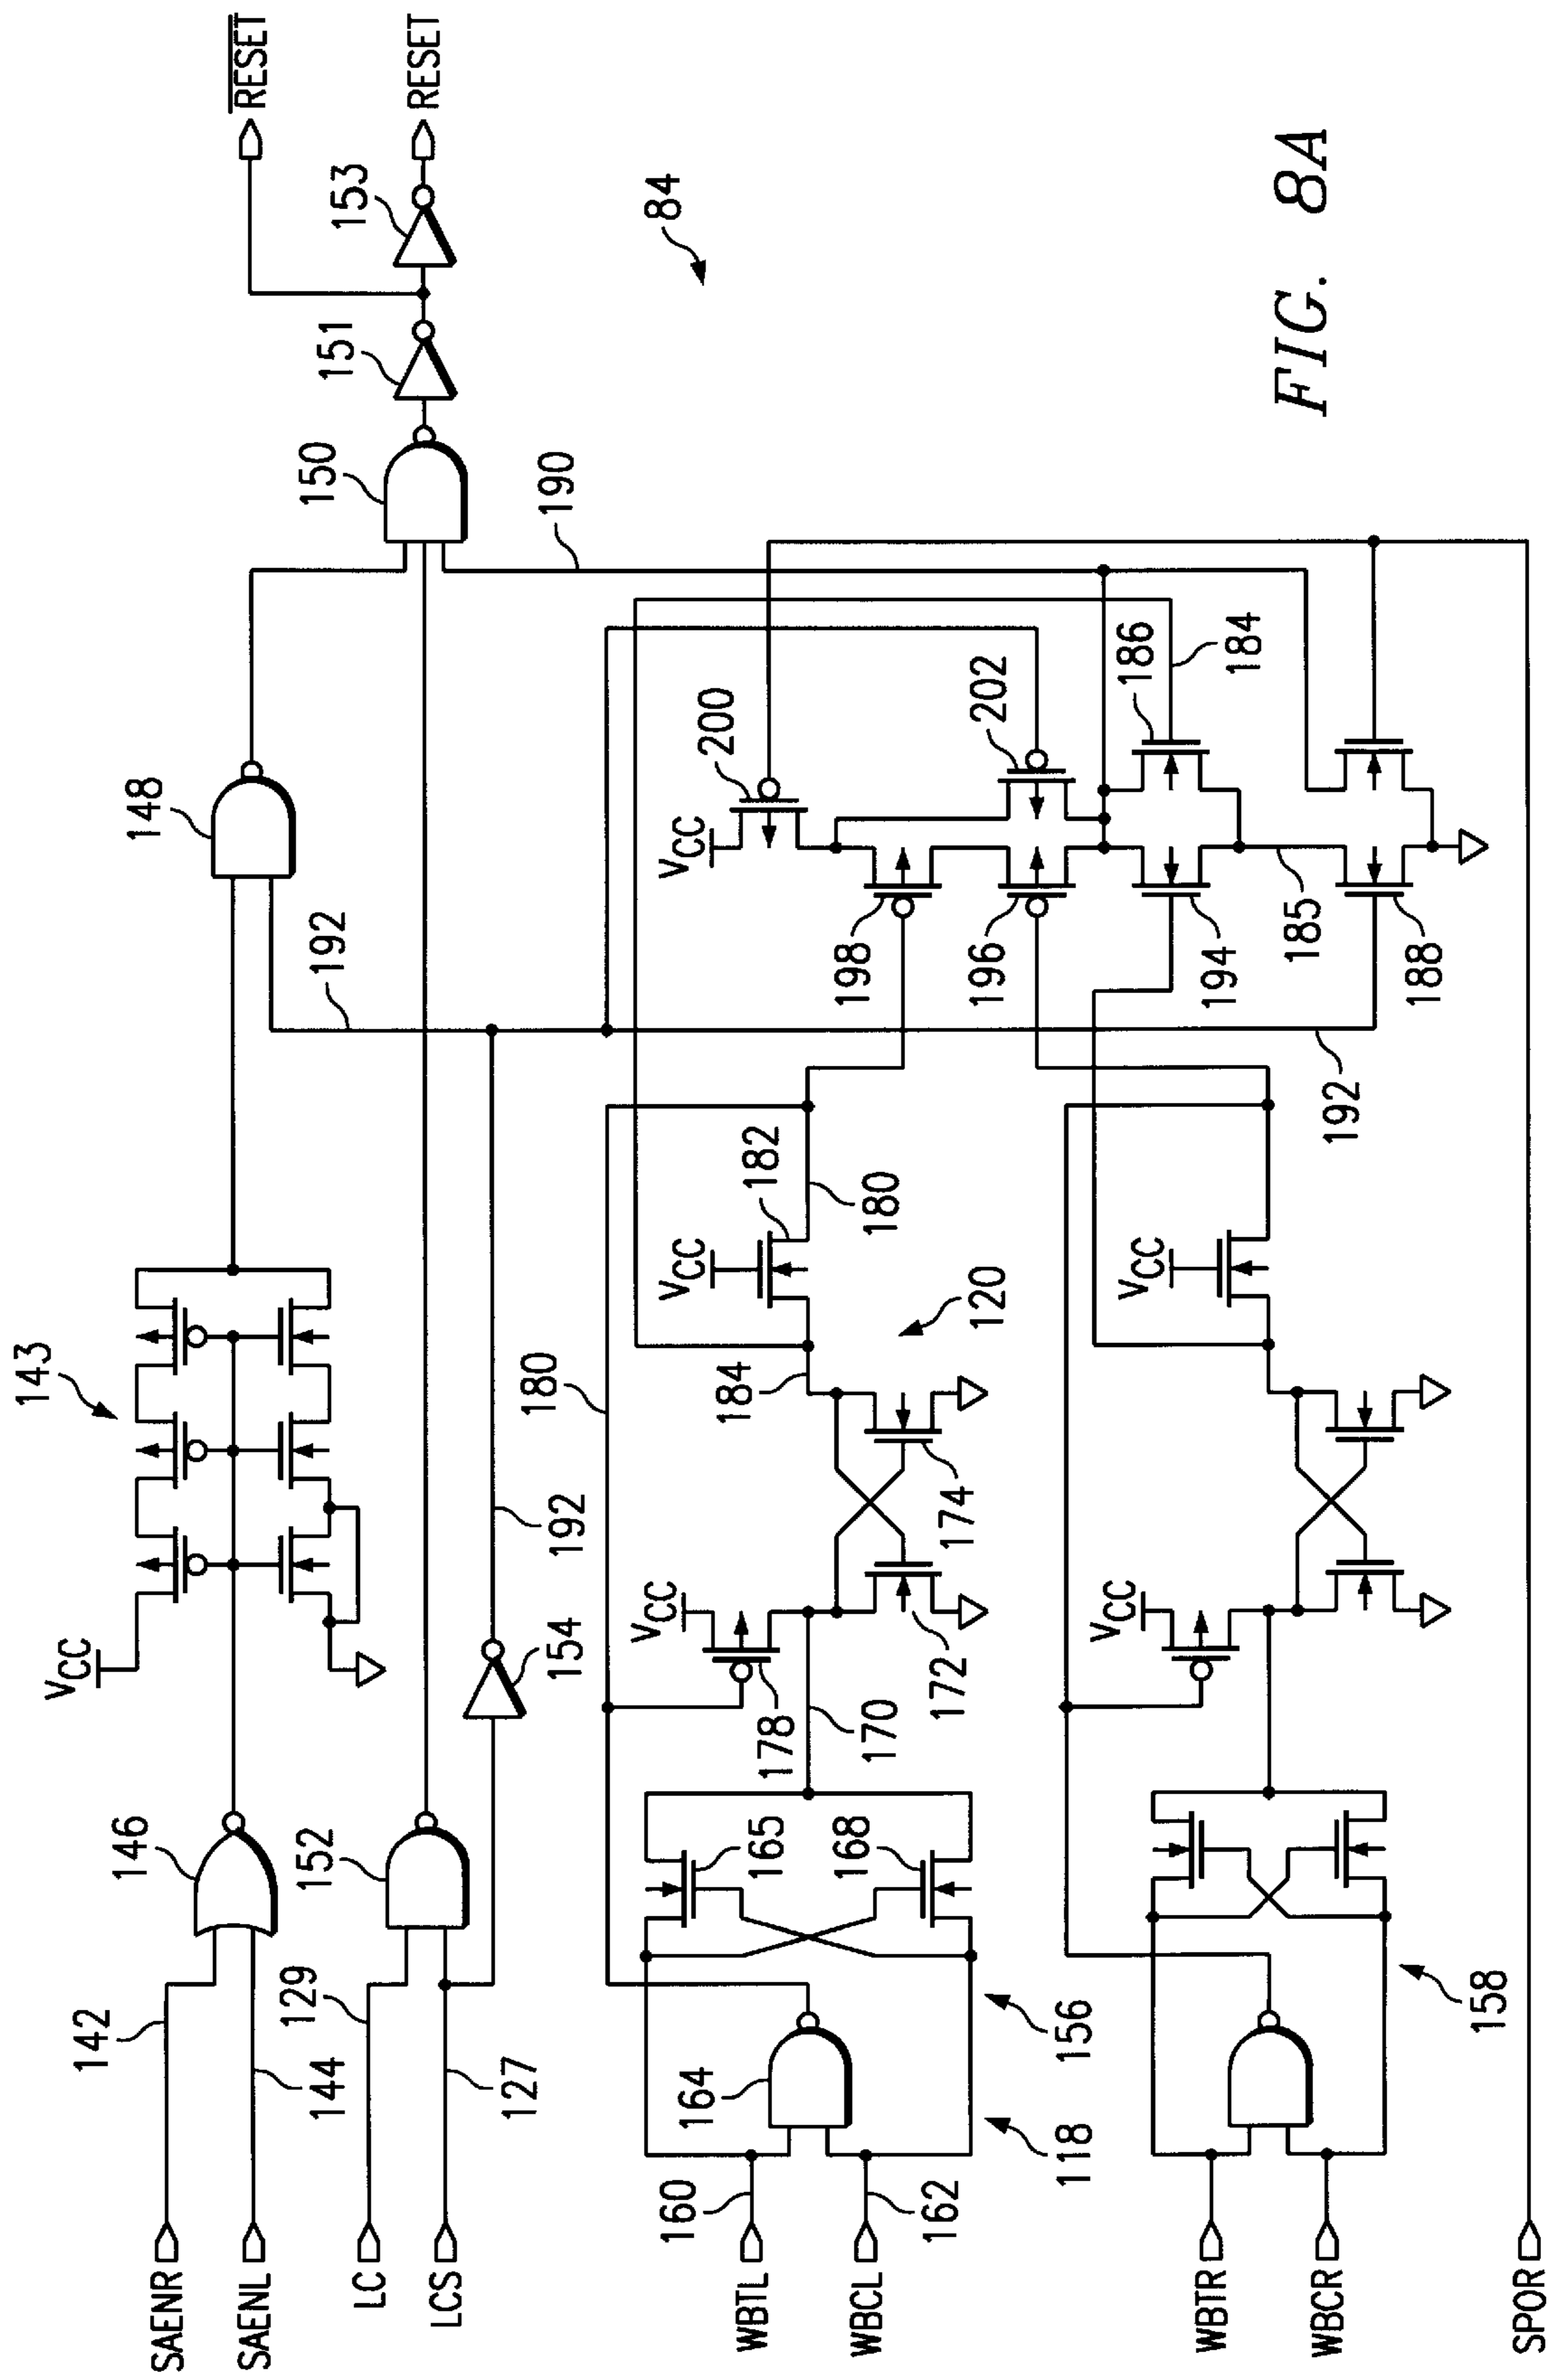 SAENR
SAENL
LC
LCS
WBTL
WBCL
WBTR
WBCR
SPOR
142
144
129
127
160
162
146
152
154
164
118
156
158
165
168
VCC
143
192
VCC
178
170
172
174
180
184
120
VCC
182
180
VCC
VCC
192
192
148
150
190
VCC
200
202
198
196
186
184
194
185
188
151
153
RESET
RESET
84
FIG. 8A